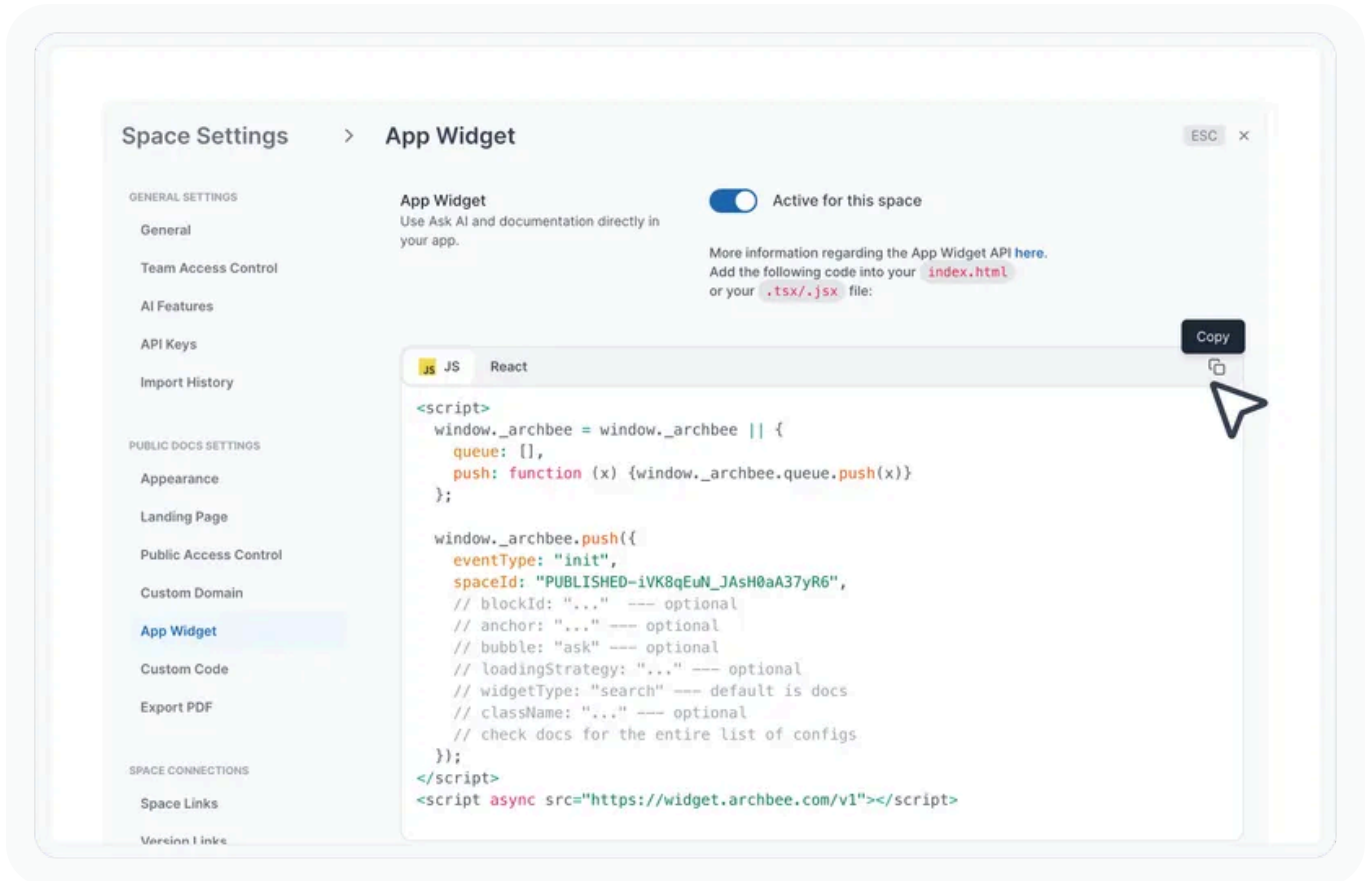 Space Settings > App Widget
ESC ×
GENERAL SETTINGS
General
Team Access Control
AI Features
API Keys
Import History
PUBLIC DOCS SETTINGS
Appearance
Landing Page
Public Access Control
Custom Domain
App Widget
Custom Code
Export PDF
SPACE CONNECTIONS
Space Links
Version Links
App Widget
Use Ask AI and documentation directly in
your app.
Active for this space
More information regarding the App Widget API here.
Add the following code into your index.html
or your .tsx/.jsx file:
Copy
JS JS React
<script>
  window._archbee = window._archbee || {
    queue: [],
    push: function (x) {window._archbee.queue.push(x)}
  };
  window._archbee.push({
    eventType: "init",
    spaceId: "PUBLISHED-iVK8qEuN_JAsH0aA37yR6",
    // blockId: "..."  --- optional
    // anchor: "..." --- optional
    // bubble: "ask" --- optional
    // loadingStrategy: "..." --- optional
    // widgetType: "search" --- default is docs
    // className: "..." --- optional
    // check docs for the entire list of configs
  });
</script>
<script async src="https://widget.archbee.com/v1"></script>